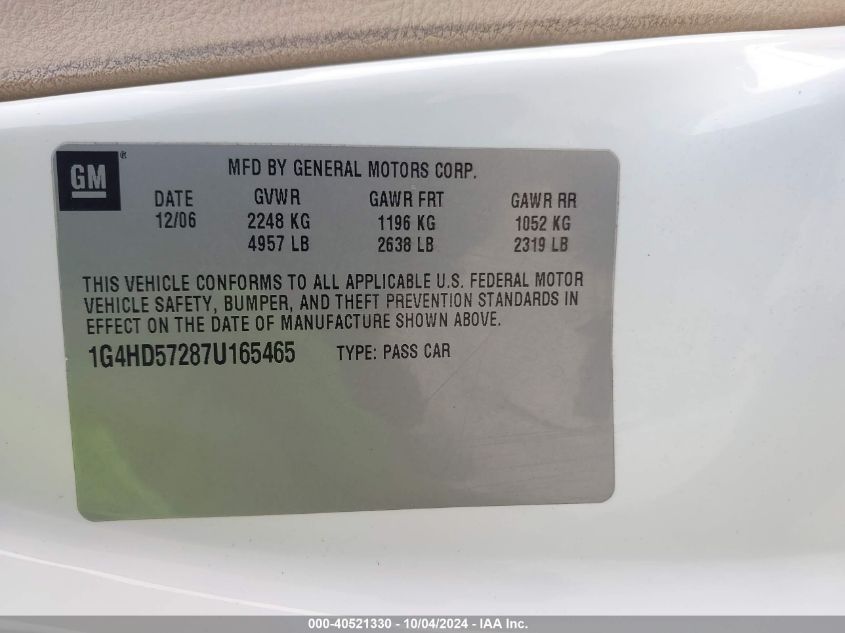 GM ®
MFD BY GENERAL MOTORS CORP.
DATE GVWR GAWR FRT GAWR RR
12/06 2248 KG 1196 KG 1052 KG
4957 LB 2638 LB 2319 LB
THIS VEHICLE CONFORMS TO ALL APPLICABLE U.S. FEDERAL MOTOR
VEHICLE SAFETY, BUMPER, AND THEFT PREVENTION STANDARDS IN
EFFECT ON THE DATE OF MANUFACTURE SHOWN ABOVE.
1G4HD57287U165465 TYPE: PASS CAR
000-40521330 - 10/04/2024 - IAA Inc.